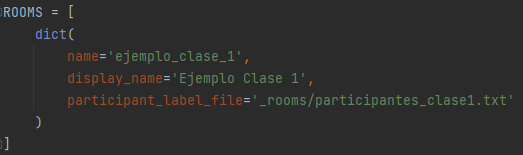 ROOMS = [
    dict(
        name='ejemplo_clase_1',
        display_name='Ejemplo Clase 1',
        participant_label_file='_rooms/participantes_clase1.txt'
    )
]